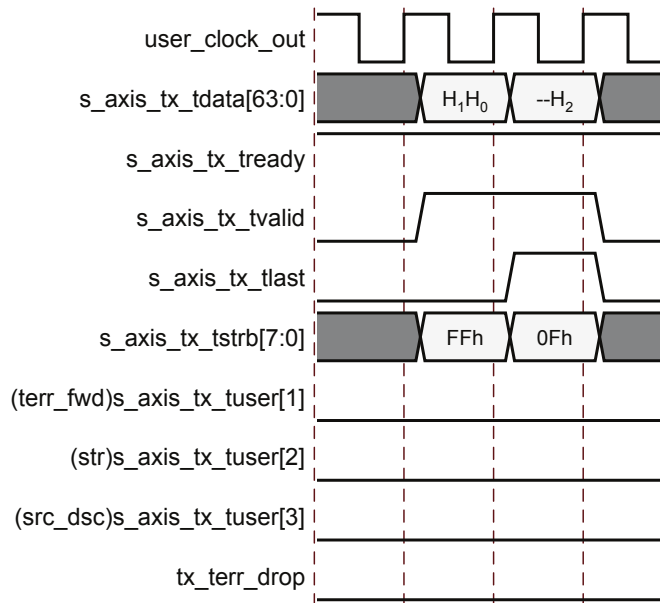 user_clock_out
s_axis_tx_tdata[63:0] H₁H₀ --H₂
s_axis_tx_tready
s_axis_tx_tvalid
s_axis_tx_tlast
s_axis_tx_tstrb[7:0] FFh 0Fh
(terr_fwd)s_axis_tx_tuser[1]
(str)s_axis_tx_tuser[2]
(src_dsc)s_axis_tx_tuser[3]
tx_terr_drop